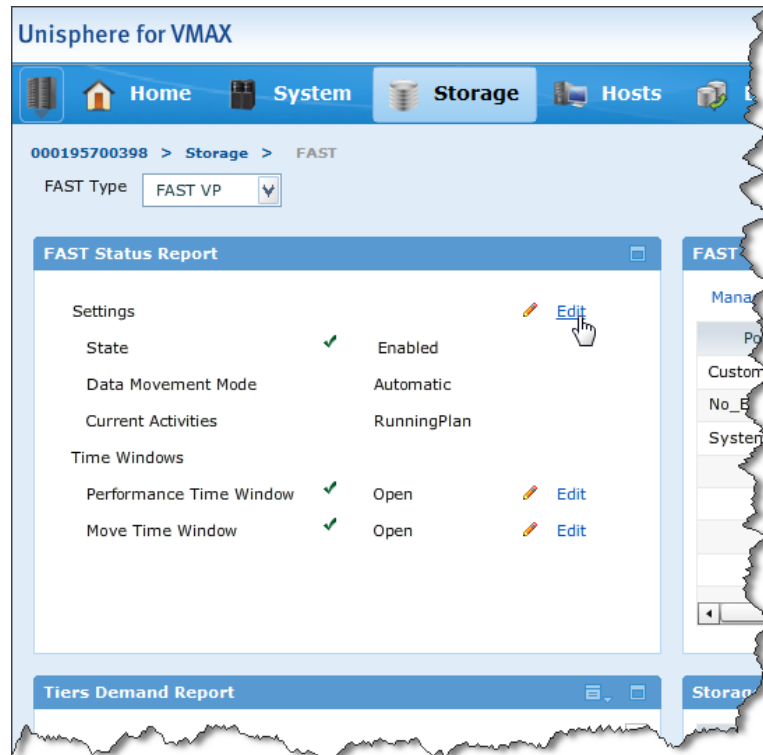 Unisphere for VMAX
Home System Storage Hosts
000195700398 > Storage > FAST
FAST Type FAST VP
FAST Status Report
Settings Edit
State Enabled
Data Movement Mode Automatic
Current Activities RunningPlan
Time Windows
Performance Time Window Open Edit
Move Time Window Open Edit
FAST
Custom
No_E
System
Tiers Demand Report